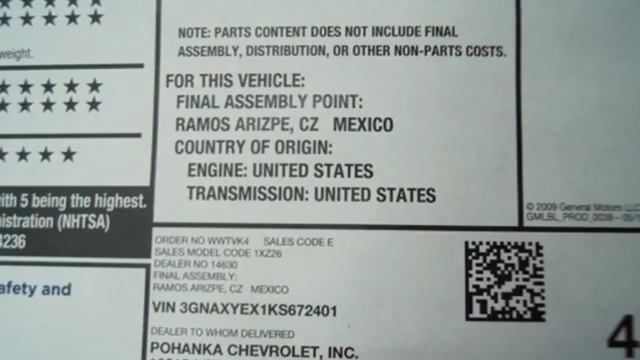 weight.
NOTE: PARTS CONTENT DOES NOT INCLUDE FINAL
ASSEMBLY, DISTRIBUTION, OR OTHER NON-PARTS COSTS.
FOR THIS VEHICLE:
FINAL ASSEMBLY POINT:
RAMOS ARIZPE, CZ MEXICO
COUNTRY OF ORIGIN:
ENGINE: UNITED STATES
TRANSMISSION: UNITED STATES
ith 5 being the highest.
istration (NHTSA)
4236
© 2009 General Motors LLC
afety and
ORDER NO WWTVK4 SALES CODE E
SALES MODEL CODE 1XZ26
DEALER NO 14630
FINAL ASSEMBLY:
RAMOS ARIZPE, CZ MEXICO
VIN 3GNAXYEX1KS672401
DEALER TO WHOM DELIVERED
POHANKA CHEVROLET, INC.
4